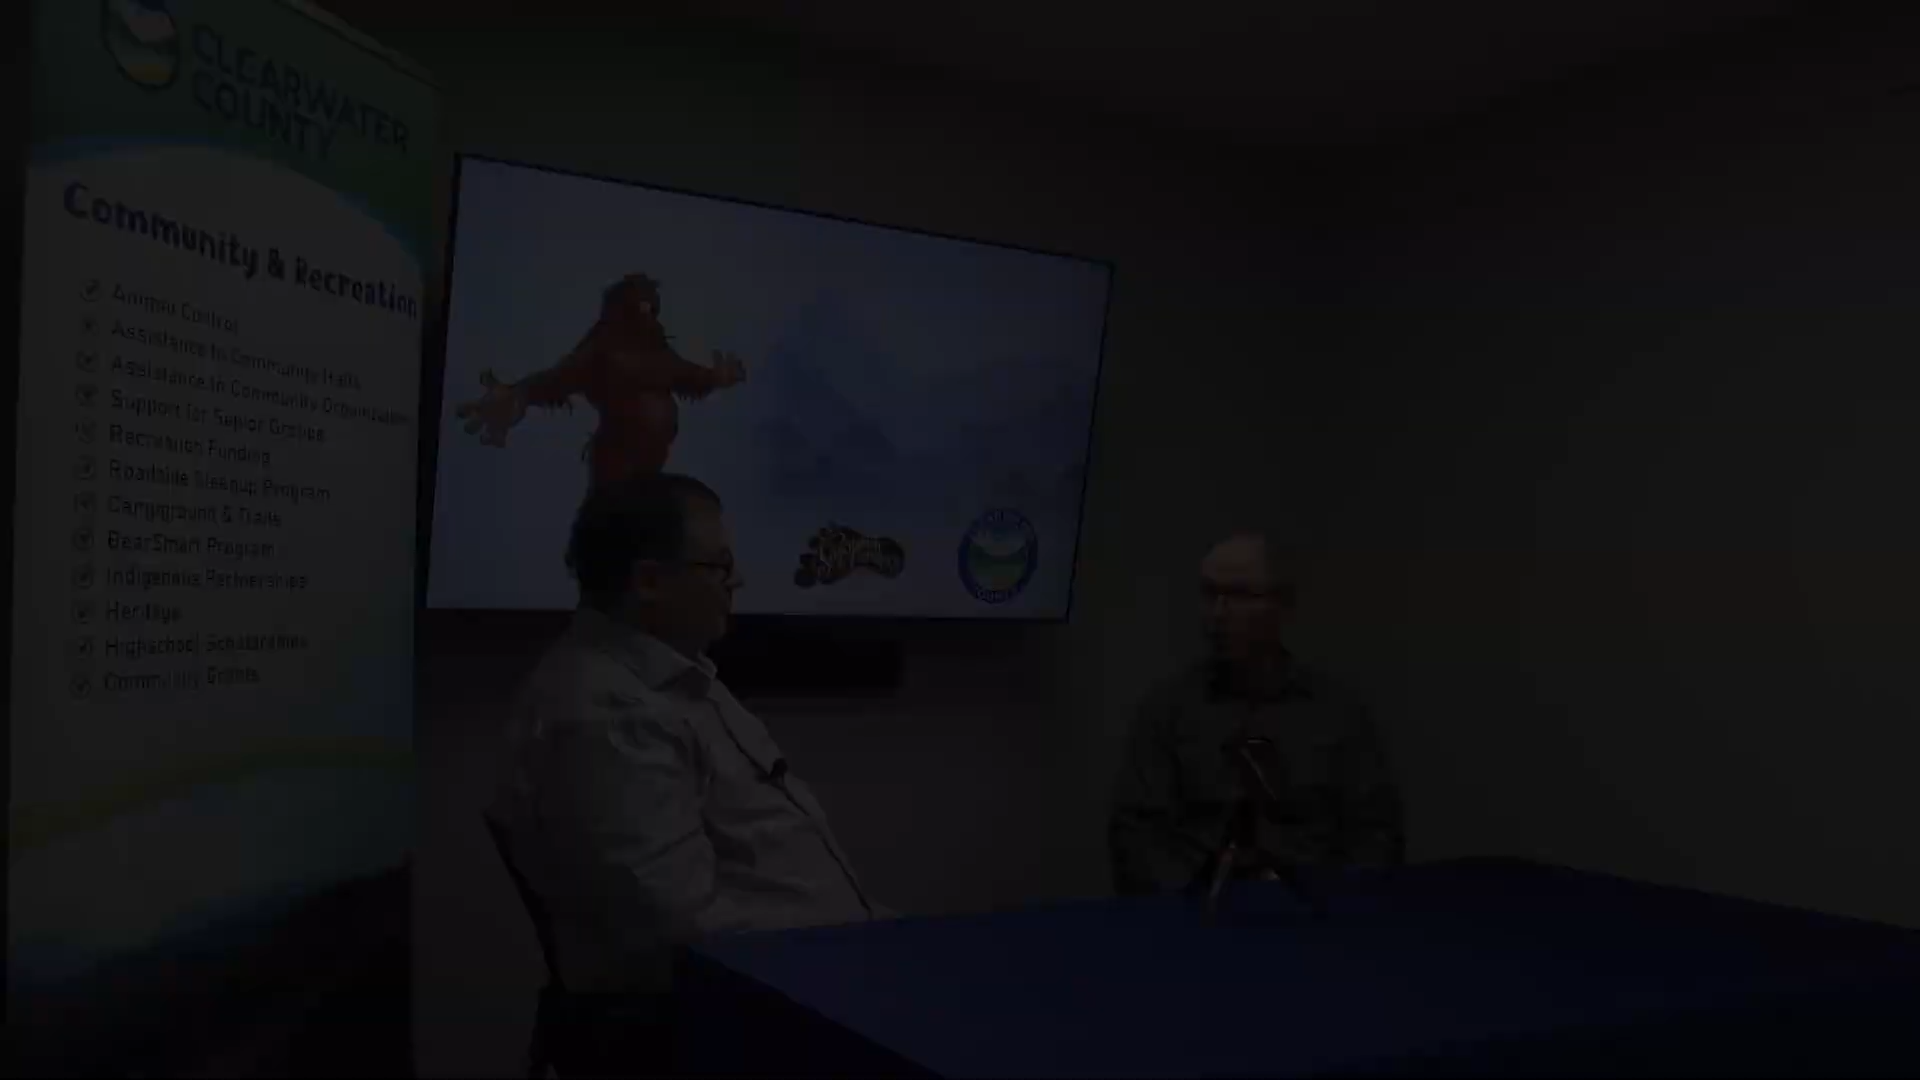 CLEARWATER
COUNTY
Community & Recreation
Animal Control
Assistance to Community Halls
Assistance to Community Organizations
Support for Senior Groups
Recreation Funding
Roadside Cleanup Program
Campground & Trails
BearSmart Program
Indigenous Partnerships
Heritage
Highschool Scholarships
Community Grants
COUNTY